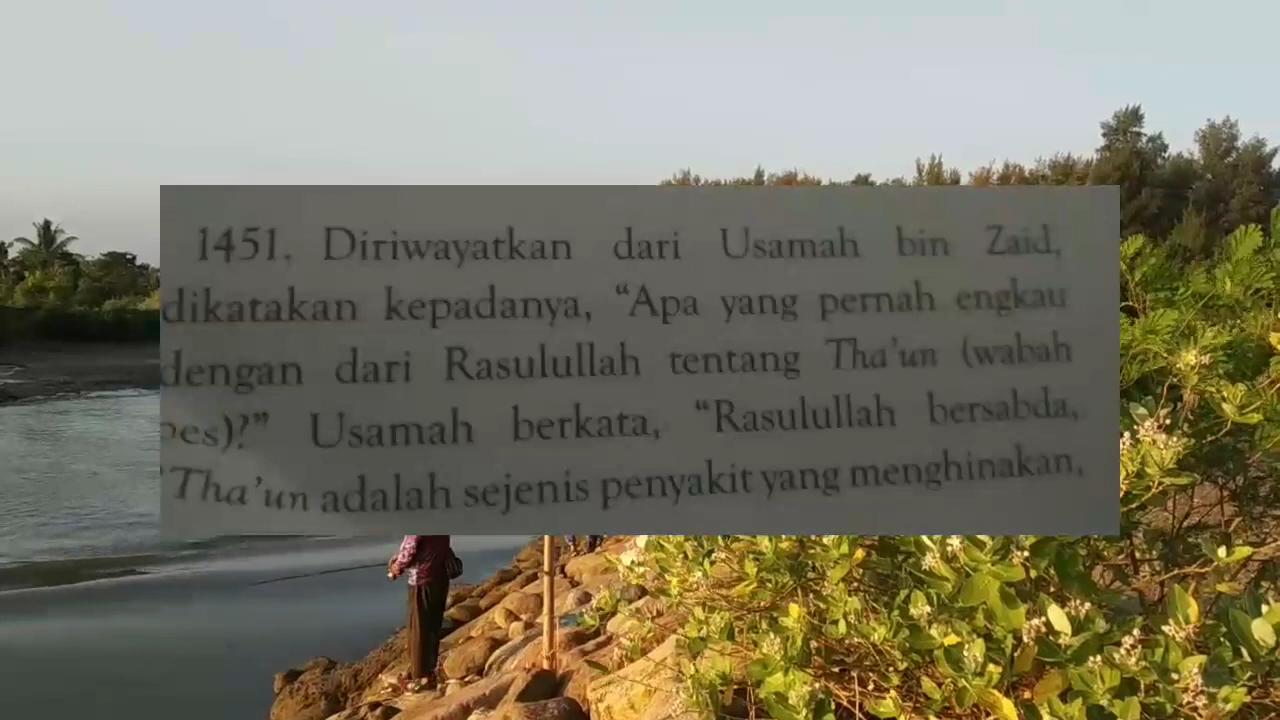 1451. Diriwayatkan dari Usamah bin Zaid,
dikatakan kepadanya, “Apa yang pernah engkau
dengan dari Rasulullah tentang Tha’un (wabah
pes)?” Usamah berkata, “Rasulullah bersabda,
‘Tha’un adalah sejenis penyakit yang menghinakan,